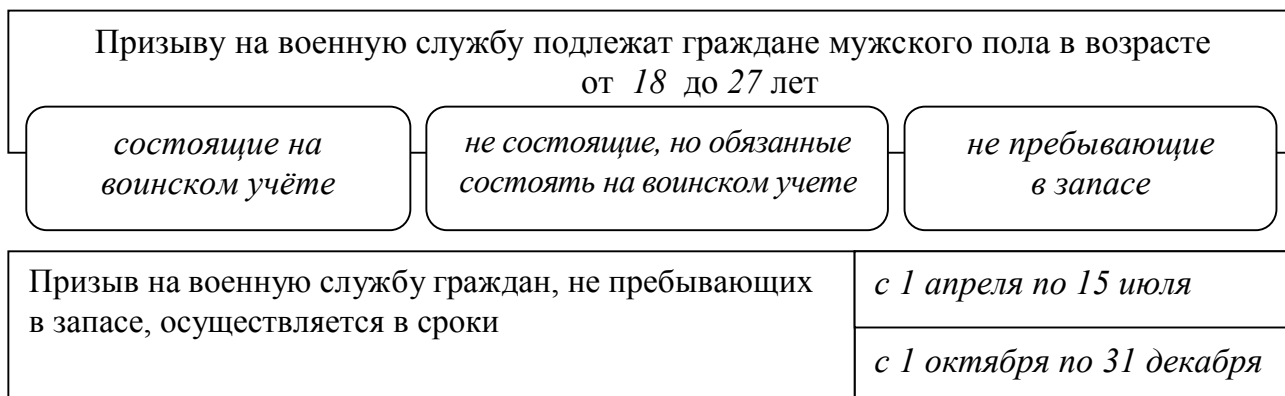 Призыву на военную службу подлежат граждане мужского пола в возрасте
от 18 до 27 лет
состоящие на
воинском учёте
не состоящие, но обязанные
состоять на воинском учете
не пребывающие
в запасе
Призыв на военную службу граждан, не пребывающих
в запасе, осуществляется в сроки
с 1 апреля по 15 июля
с 1 октября по 31 декабря